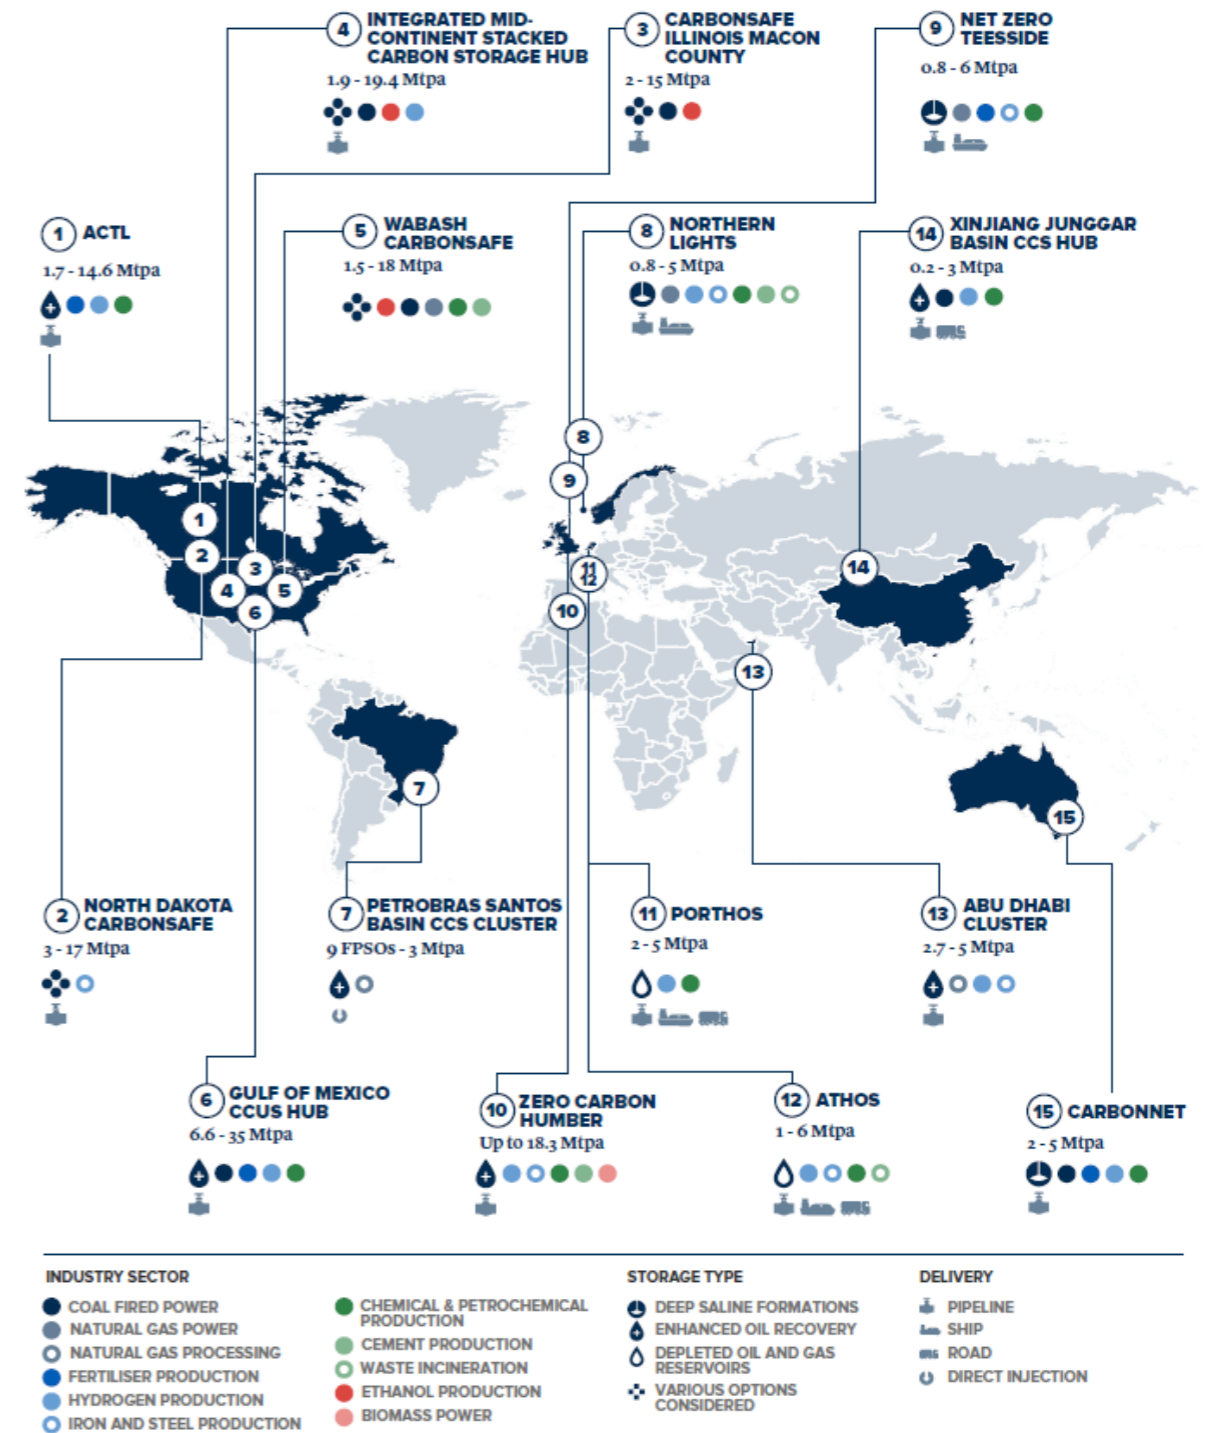 4 INTEGRATED MID-
CONTINENT STACKED
CARBON STORAGE HUB
1.9 - 19.4 Mtpa
3 CARBONSAFE
ILLINOIS MACON
COUNTY
2 - 15 Mtpa
9 NET ZERO
TEESSIDE
0.8 - 6 Mtpa
1 ACTL
1.7 - 14.6 Mtpa
5 WABASH
CARBONSAFE
1.5 - 18 Mtpa
8 NORTHERN
LIGHTS
0.8 - 5 Mtpa
14 XINJIANG JUNGGAR
BASIN CCS HUB
0.2 - 3 Mtpa
8
9
1
2
3
4
5
6
11
12
10
14
13
7
15
2 NORTH DAKOTA
CARBONSAFE
3 - 17 Mtpa
7 PETROBRAS SANTOS
BASIN CCS CLUSTER
9 FPSOs - 3 Mtpa
11 PORTHOS
2 - 5 Mtpa
13 ABU DHABI
CLUSTER
2.7 - 5 Mtpa
6 GULF OF MEXICO
CCUS HUB
6.6 - 35 Mtpa
10 ZERO CARBON
HUMBER
Up to 18.3 Mtpa
12 ATHOS
1 - 6 Mtpa
15 CARBONNET
2 - 5 Mtpa
INDUSTRY SECTOR
COAL FIRED POWER
NATURAL GAS POWER
NATURAL GAS PROCESSING
FERTILISER PRODUCTION
HYDROGEN PRODUCTION
IRON AND STEEL PRODUCTION
CHEMICAL & PETROCHEMICAL
PRODUCTION
CEMENT PRODUCTION
WASTE INCINERATION
ETHANOL PRODUCTION
BIOMASS POWER
STORAGE TYPE
DEEP SALINE FORMATIONS
ENHANCED OIL RECOVERY
DEPLETED OIL AND GAS
RESERVOIRS
VARIOUS OPTIONS
CONSIDERED
DELIVERY
PIPELINE
SHIP
ROAD
DIRECT INJECTION